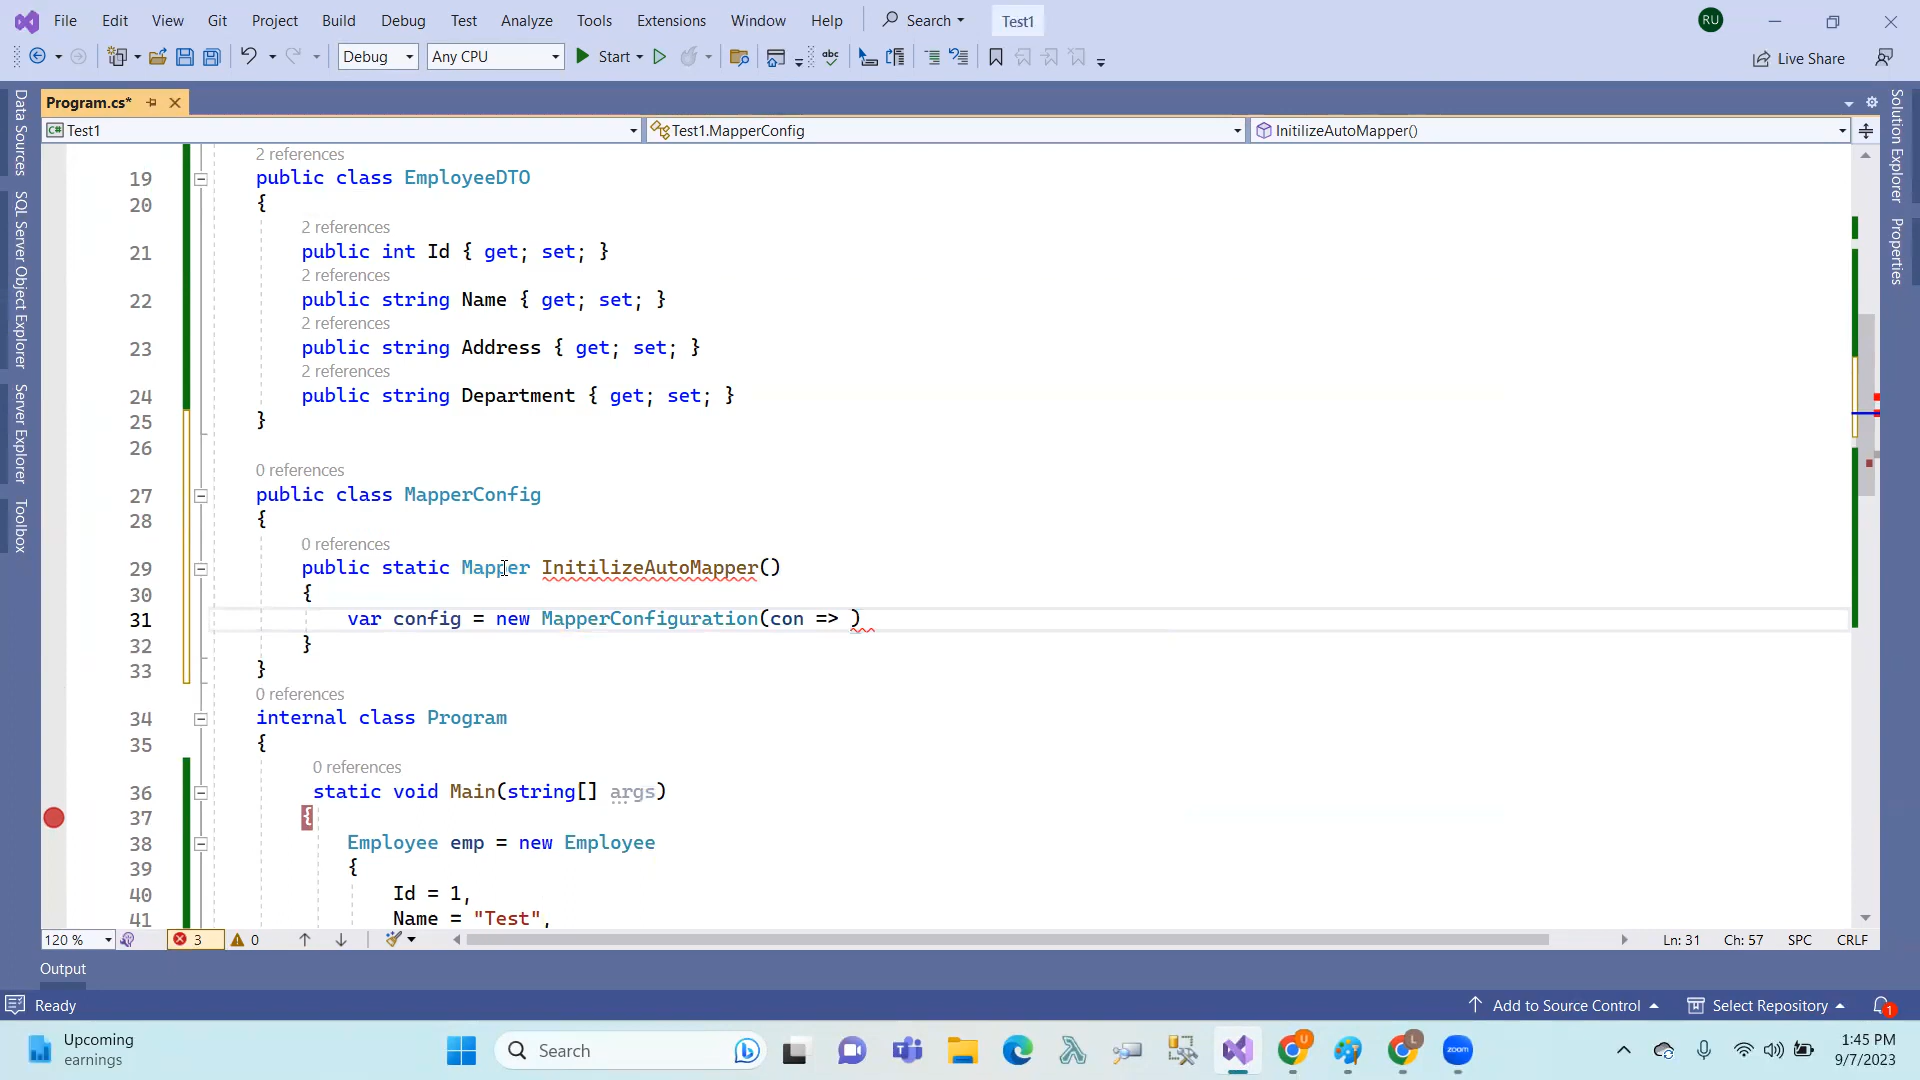 File Edit View Git Project Build Debug Test Analyze Tools Extensions Window Help Search Test1 RU
Debug Any CPU Start Live Share
Program.cs*
Test1 Test1.MapperConfig InitilizeAutoMapper()
Data Sources
SQL Server Object Explorer
Server Explorer
Toolbox
Solution Explorer
Properties
2 references
19 public class EmployeeDTO
20 {
2 references
21 public int Id { get; set; }
2 references
22 public string Name { get; set; }
2 references
23 public string Address { get; set; }
2 references
24 public string Department { get; set; }
25 }
26
0 references
27 public class MapperConfig
28 {
0 references
29 public static Mapper InitilizeAutoMapper()
30 {
31 var config = new MapperConfiguration(con => )
32 }
33 }
0 references
34 internal class Program
35 {
0 references
36 static void Main(string[] args)
37 {
38 Employee emp = new Employee
39 {
40 Id = 1,
41 Name = "Test",
120 % 3 0 Ln: 31 Ch: 57 SPC CRLF
Output
Ready Add to Source Control Select Repository 1
Upcoming
earnings
Search
zoom
1:45 PM
9/7/2023